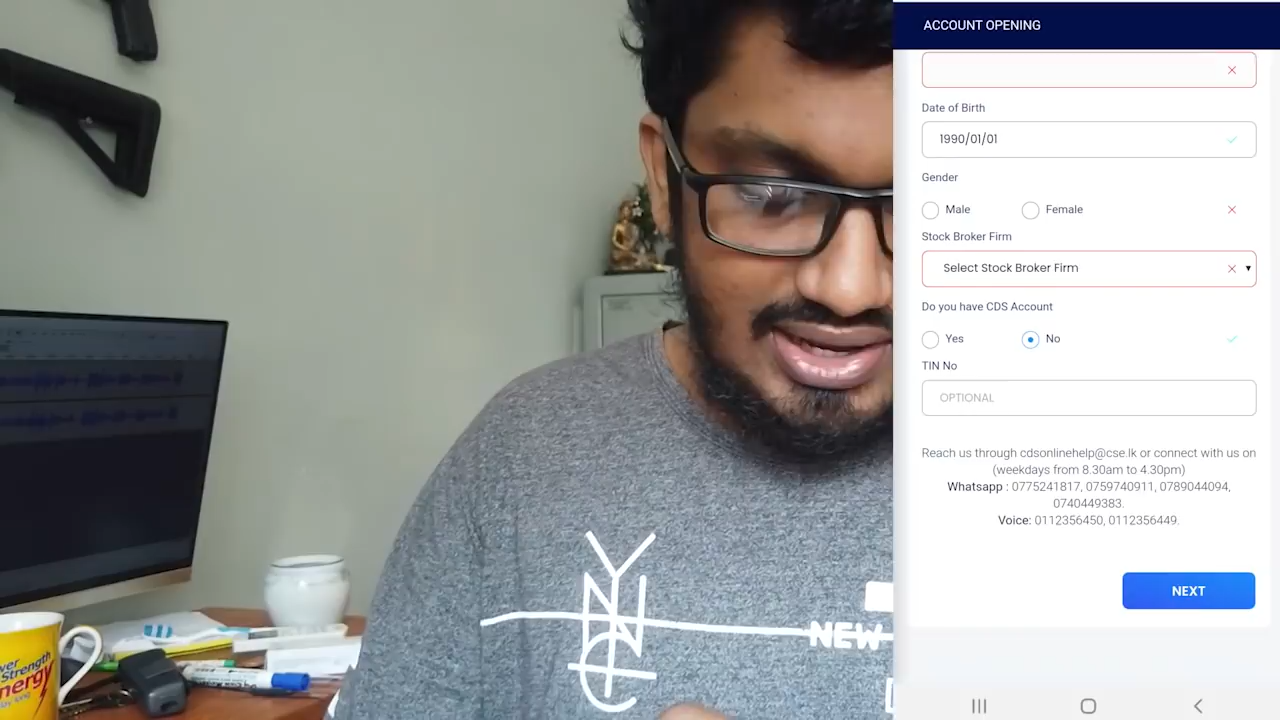 ACCOUNT OPENING
Date of Birth
1990/01/01
Gender
Male Female
Stock Broker Firm
Select Stock Broker Firm
Do you have CDS Account
Yes No
TIN No
OPTIONAL
Reach us through cdsonlinehelp@cse.lk or connect with us on
(weekdays from 8.30am to 4.30pm)
Whatsapp : 0775241817, 0759740911, 0789044094,
0740449383.
Voice: 0112356450, 0112356449.
NEXT
NYC
NEW
Strength